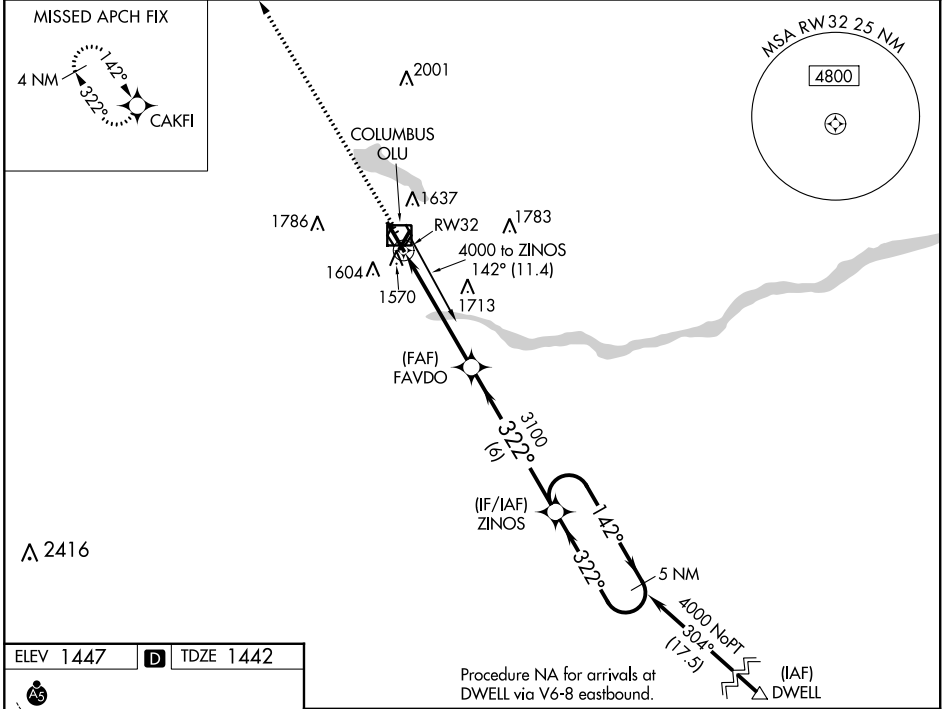 MISSED APCH FIX
4 NM
142°
322°
CAKFI
MSA RW32 25 NM
4800
2001
COLUMBUS
OLU
1637
1786
RW32
1783
4000 to ZINOS
142° (11.4)
1604
1570
1713
(FAF)
FAVDO
3100
322°
(6)
(IF/IAF)
ZINOS
142°
322°
5 NM
2416
4000 NoPT
304°
(17.5)
(IAF)
DWELL
Procedure NA for arrivals at
DWELL via V6-8 eastbound.
ELEV 1447 D TDZE 1442
A5